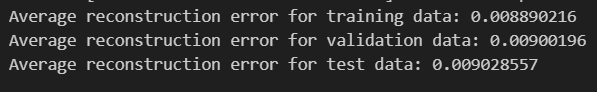 Average reconstruction error for training data: 0.008890216
Average reconstruction error for validation data: 0.00900196
Average reconstruction error for test data: 0.009028557